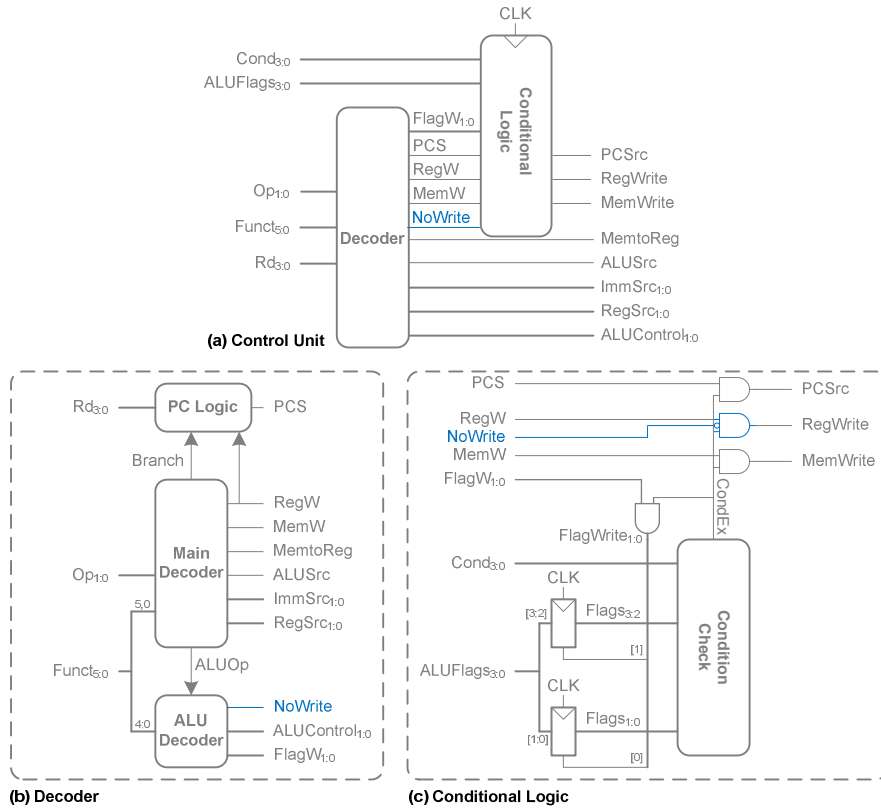 CLK
Cond3:0
ALUFlags3:0
Conditional
Logic
FlagW1:0
PCS
RegW
MemW
NoWrite
Op1:0
Funct5:0
Rd3:0
Decoder
PCSrc
RegWrite
MemWrite
MemtoReg
ALUSrc
ImmSrc1:0
RegSrc1:0
ALUControl1:0
(a) Control Unit
Rd3:0
PC Logic
PCS
Branch
RegW
MemW
MemtoReg
ALUSrc
ImmSrc1:0
RegSrc1:0
Main
Decoder
Op1:0
5,0
Funct5:0
ALUOp
4:0
ALU
Decoder
NoWrite
ALUControl1:0
FlagW1:0
(b) Decoder
PCS
PCSrc
RegW
NoWrite
RegWrite
MemW
MemWrite
FlagW1:0
CondEx
FlagWrite1:0
Cond3:0
CLK
[3:2]
Flags3:2
[1]
ALUFlags3:0
Condition
Check
CLK
Flags1:0
[1:0]
[0]
(c) Conditional Logic